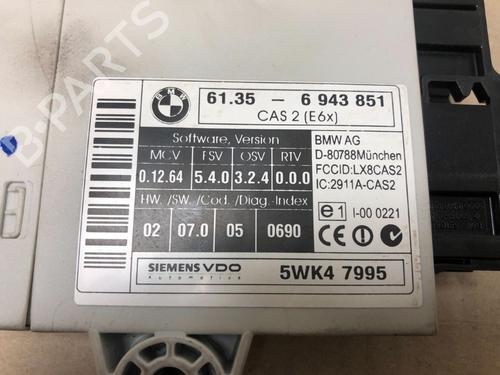 BMW
61.35 - 6 943 851
CAS 2 (E6x)
Software, Version
MCV FSV OSV RTV
0.12.64 5.4.0 3.2.4 0.0.0
HW. /SW. /Cod. /Diag.-Index
02 07.0 05 0690
BMW AG
D-80788München
FCCID:LX8CAS2
IC:2911A-CAS2
e1 I-00 0221
SIEMENS VDO
Automotive
5WK4 7995